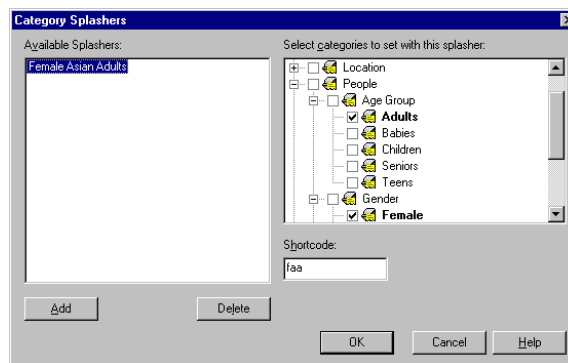 Category Splashers
Available Splashers:
Female Asian Adults
Select categories to set with this splasher:
Location
People
Age Group
Adults
Babies
Children
Seniors
Teens
Gender
Female
Shortcode:
faa
Add
Delete
OK
Cancel
Help